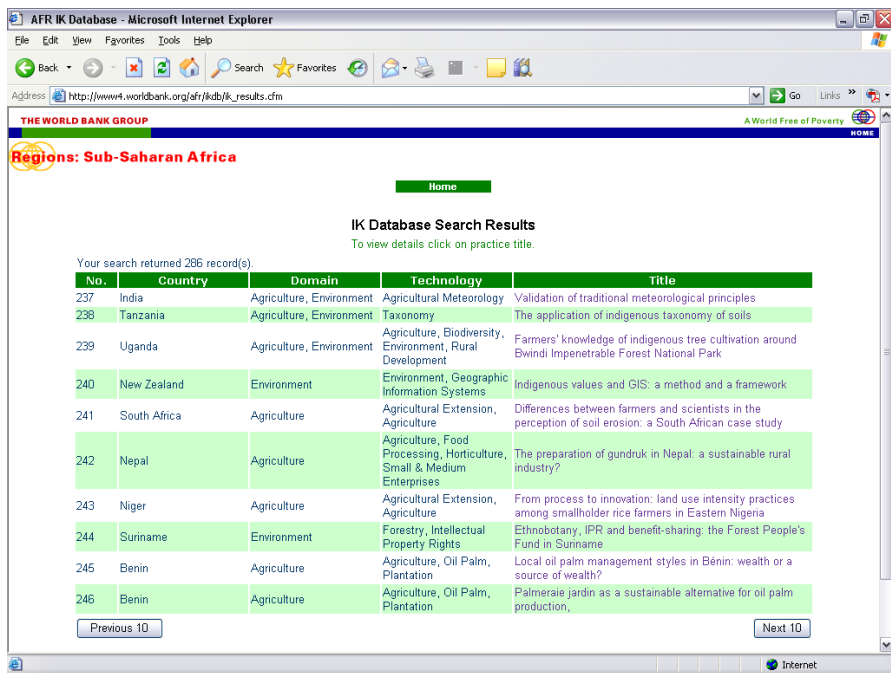 AFR IK Database - Microsoft Internet Explorer
File Edit View Favorites Tools Help
Back Search Favorites
Address http://www4.worldbank.org/afr/ikdb/ik_results.cfm Go Links »
THE WORLD BANK GROUP A World Free of Poverty
HOME
Regions: Sub-Saharan Africa
Home
IK Database Search Results
To view details click on practice title.
Your search returned 286 record(s).
No. Country Domain Technology Title
237 India Agriculture, Environment Agricultural Meteorology Validation of traditional meteorological principles
238 Tanzania Agriculture, Environment Taxonomy The application of indigenous taxonomy of soils
239 Uganda Agriculture, Environment Agriculture, Biodiversity,
Environment, Rural
Development
Farmers' knowledge of indigenous tree cultivation around
Bwindi Impenetrable Forest National Park
240 New Zealand Environment Environment, Geographic
Information Systems
Indigenous values and GIS: a method and a framework
241 South Africa Agriculture Agricultural Extension,
Agriculture
Differences between farmers and scientists in the
perception of soil erosion: a South African case study
242 Nepal Agriculture Agriculture, Food
Processing, Horticulture,
Small & Medium
Enterprises
The preparation of gundruk in Nepal: a sustainable rural
industry?
243 Niger Agriculture Agricultural Extension,
Agriculture
From process to innovation: land use intensity practices
among smallholder rice farmers in Eastern Nigeria
244 Suriname Environment Forestry, Intellectual
Property Rights
Ethnobotany, IPR and benefit-sharing: the Forest People's
Fund in Suriname
245 Benin Agriculture Agriculture, Oil Palm,
Plantation
Local oil palm management styles in Bénin: wealth or a
source of wealth?
246 Benin Agriculture Agriculture, Oil Palm,
Plantation
Palmeraie jardin as a sustainable alternative for oil palm
production,
Previous 10 Next 10
Internet